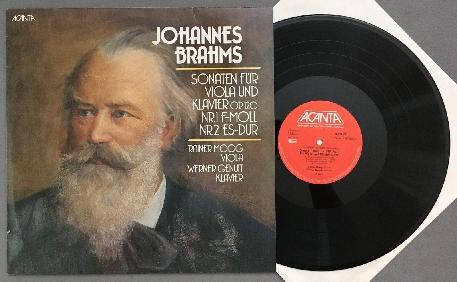 ACANTA
JOHANNES
BRAHMS
SONATEN FÜR
VIOLA UND
KLAVIER OP. 120
NR. 1 F-MOLL
NR. 2 ES-DUR
RAINER MOOG
VIOLA
WERNER GENUIT
KLAVIER
ACANTA